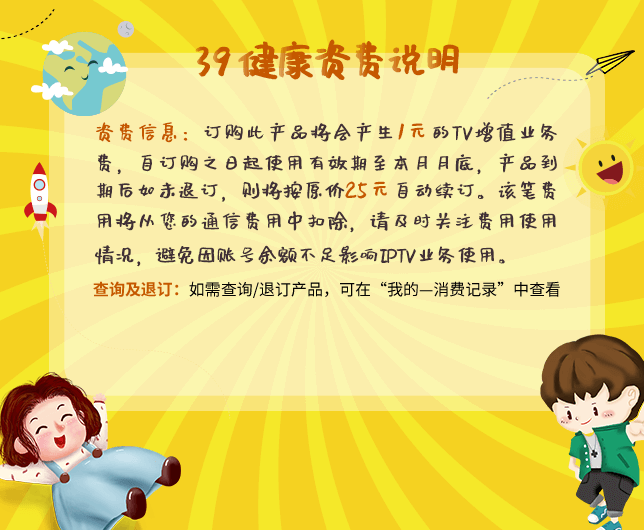 39健康资费说明
资费信息：订购此产品将会产生1元的TV增值业务
费，自订购之日起使用有效期至本月月底，产品到
期后如未退订，则将按原价25元自动续订。该笔费
用将从您的通信费用中扣除，请及时关注费用使用
情况，避免因账号余额不足影响IPTV业务使用。
查询及退订：如需查询/退订产品，可在“我的—消费记录”中查看